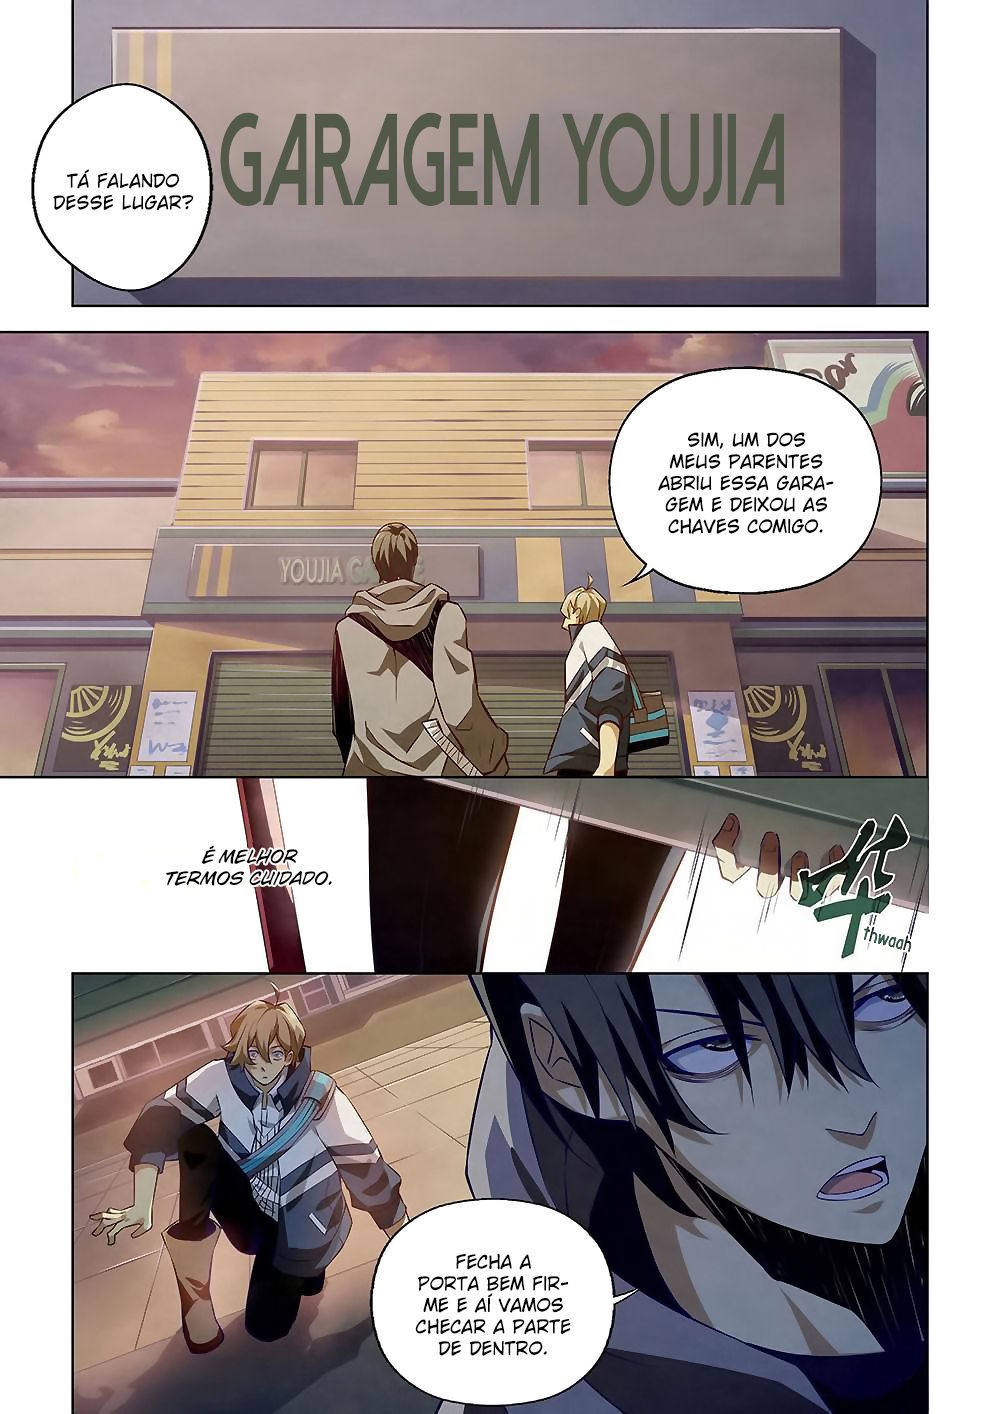 GARAGEM YOUJIA
TÁ FALANDO
DESSE LUGAR?
SIM, UM DOS
MEUS PARENTES
ABRIU ESSA GARA-
GEM E DEIXOU AS
CHAVES COMIGO.
YOUJIA
É MELHOR
TERMOS CUIDADO.
thwaah
FECHA A
PORTA BEM FIR-
ME E AÍ VAMOS
CHECAR A PARTE
DE DENTRO.